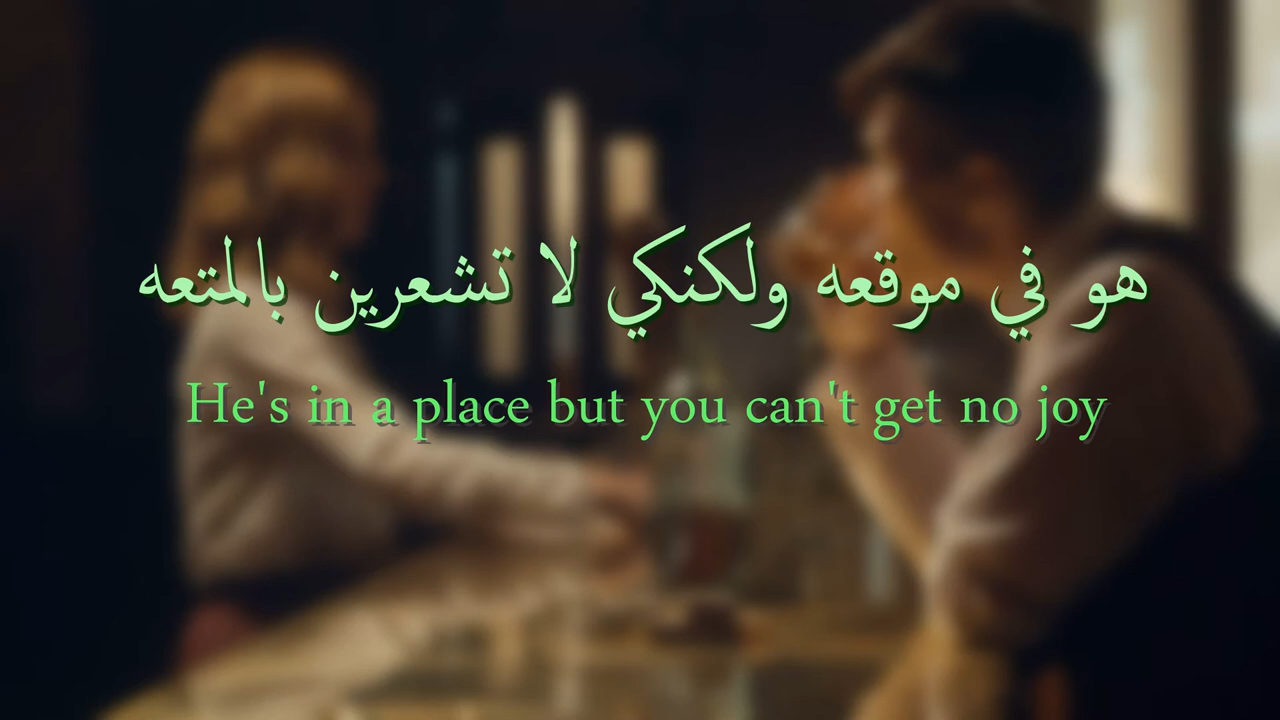 هو في موقعه ولكنكي لا تشعرين بالمتعه
He's in a place but you can't get no joy